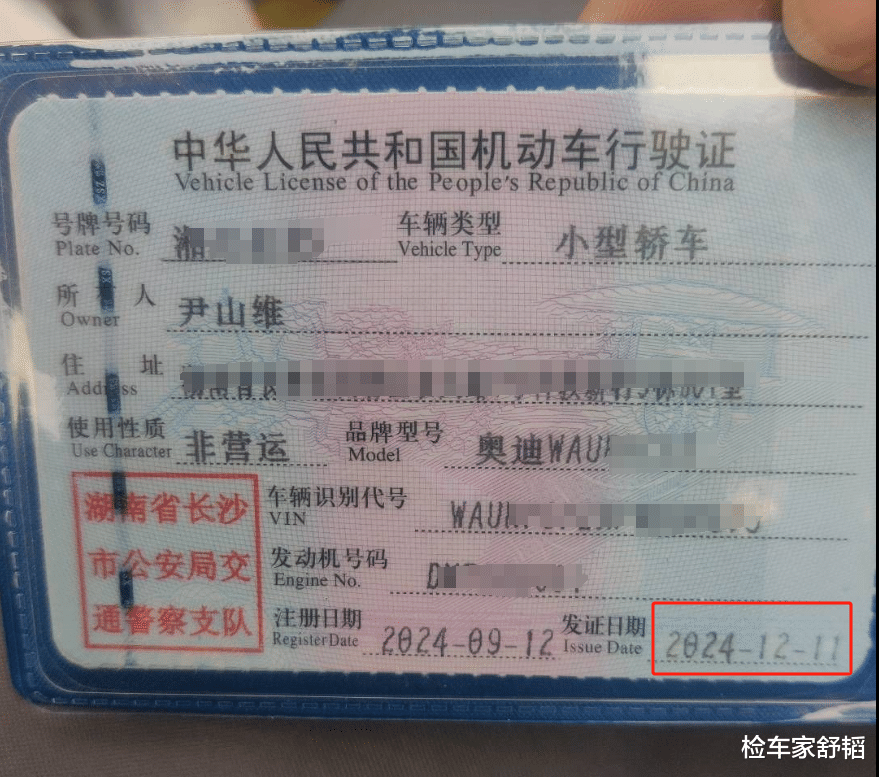 中华人民共和国机动车行驶证
Vehicle License of the People's Republic of China
号牌号码 湘 车辆类型 小型轿车
Plate No. Vehicle Type
所有人 尹山维
Owner
住址
Address
使用性质 非营运 品牌型号 奥迪WAU
Use Character Model
湖南省长沙 车辆识别代号 WAU
VIN
市公安局交 发动机号码
Engine No.
通警察支队 注册日期 2024-09-12 发证日期 2024-12-11
Register Date Issue Date
检车家舒韬